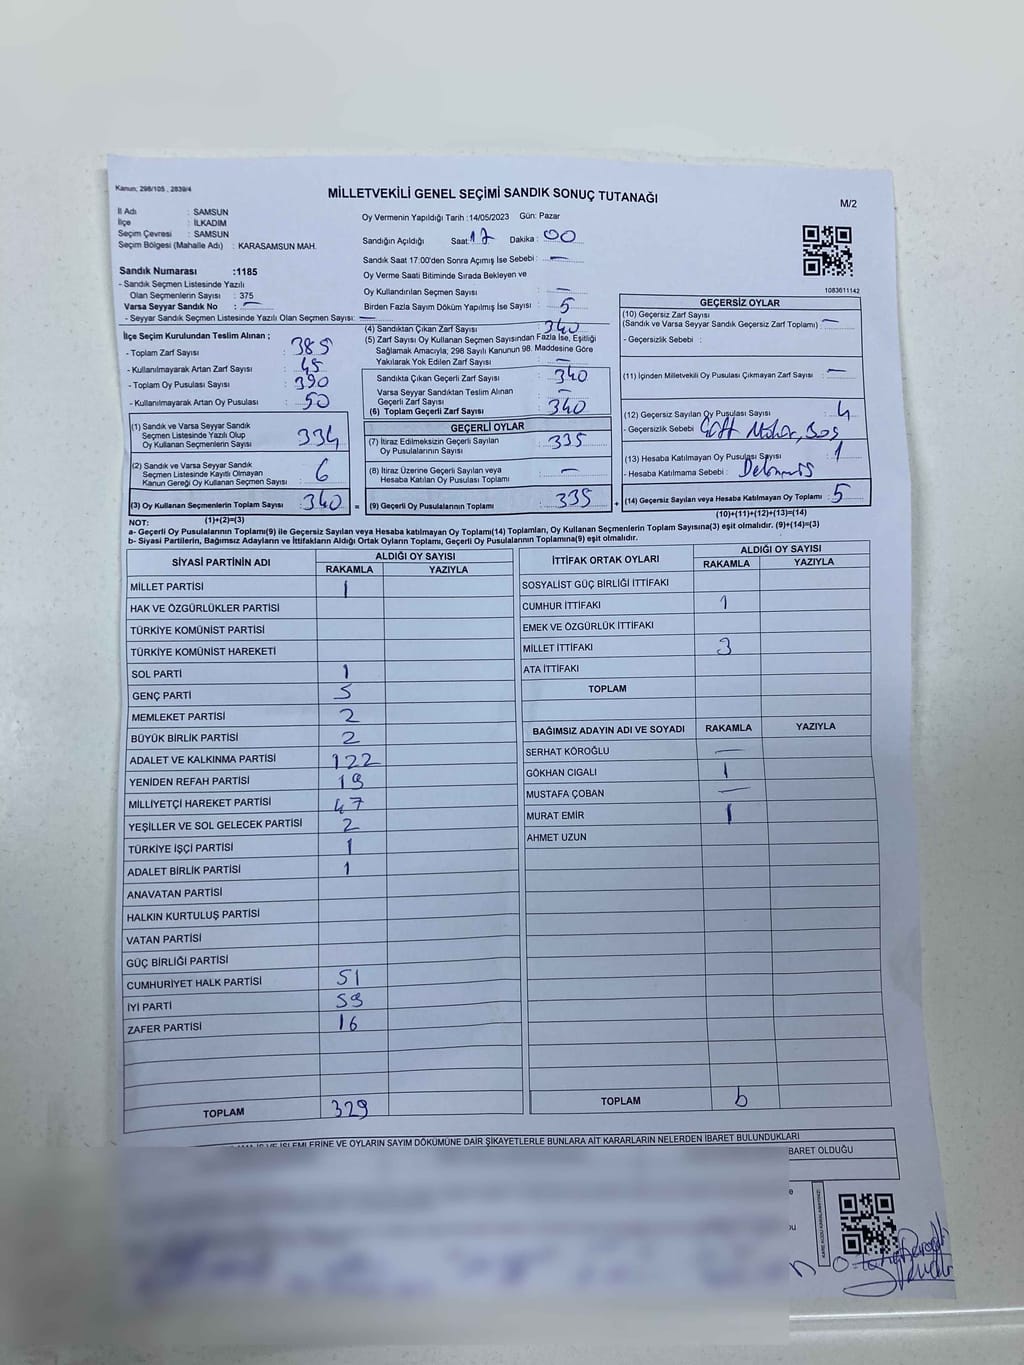 Kanun; 298/105 , 2839/4
MİLLETVEKİLİ GENEL SEÇİMİ SANDIK SONUÇ TUTANAĞI
M/2
İl Adı : SAMSUN
İlçe : İLKADIM
Seçim Çevresi : SAMSUN
Seçim Bölgesi (Mahalle Adı) : KARASAMSUN MAH.
Oy Vermenin Yapıldığı Tarih :14/05/2023 Gün: Pazar
Sandığın Açıldığı Saat: 17 Dakika : 00
Sandık Saat 17:00'den Sonra Açımış İse Sebebi : —
Oy Verme Saati Bitiminde Sırada Bekleyen ve
Oy Kullandırılan Seçmen Sayısı : —
Birden Fazla Sayım Döküm Yapılmış İse Sayısı : 5
1083611142
Sandık Numarası :1185
- Sandık Seçmen Listesinde Yazılı
Olan Seçmenlerin Sayısı : 375
Varsa Seyyar Sandık No : —
- Seyyar Sandık Seçmen Listesinde Yazılı Olan Seçmen Sayısı: —
İlçe Seçim Kurulundan Teslim Alınan ;
- Toplam Zarf Sayısı : 385
- Kullanılmayarak Artan Zarf Sayısı : 45
- Toplam Oy Pusulası Sayısı : 390
- Kullanılmayarak Artan Oy Pusulası : 50
(1) Sandık ve Varsa Seyyar Sandık
Seçmen Listesinde Yazılı Olup
Oy Kullanan Seçmenlerin Sayısı : 334
(2) Sandık ve Varsa Seyyar Sandık
Seçmen Listesinde Kayıtlı Olmayan
Kanun Gereği Oy Kullanan Seçmen Sayısı : 6
(3) Oy Kullanan Seçmenlerin Toplam Sayısı : 340
(1)+(2)=(3)
(4) Sandıktan Çıkan Zarf Sayısı : 340
(5) Zarf Sayısı Oy Kullanan Seçmen Sayısından Fazla İse, Eşitliği
Sağlamak Amacıyla; 298 Sayılı Kanunun 98. Maddesine Göre
Yakılarak Yok Edilen Zarf Sayısı : —
Sandıkta Çıkan Geçerli Zarf Sayısı : 340
Varsa Seyyar Sandıktan Teslim Alınan
Geçerli Zarf Sayısı : —
(6) Toplam Geçerli Zarf Sayısı : 340
GEÇERLİ OYLAR
(7) İtiraz Edilmeksizin Geçerli Sayılan
Oy Pusulalarının Sayısı : 335
(8) İtiraz Üzerine Geçerli Sayılan veya
Hesaba Katılan Oy Pusulası Toplamı : —
= (9) Geçerli Oy Pusulalarının Toplamı : 335 +
GEÇERSİZ OYLAR
(10) Geçersiz Zarf Sayısı
(Sandık ve Varsa Seyyar Sandık Geçersiz Zarf Toplamı) : —
- Geçersizlik Sebebi :
(11) İçinden Milletvekili Oy Pusulası Çıkmayan Zarf Sayısı : —
(12) Geçersiz Sayılan Oy Pusulası Sayısı : 4
- Geçersizlik Sebebi : Çift Mühür, Boş
(13) Hesaba Katılmayan Oy Pusulası Sayısı : 1
- Hesaba Katılmama Sebebi :
(14) Geçersiz Sayılan veya Hesaba Katılmayan Oy Toplamı : 5
(10)+(11)+(12)+(13)=(14)
NOT:
a- Geçerli Oy Pusulalarının Toplamı(9) ile Geçersiz Sayılan veya Hesaba katılmayan Oy Toplam(14) Toplamları, Oy Kullanan Seçmenlerin Toplam Sayısına(3) eşit olmalıdır. (9)+(14)=(3)
b- Siyasi Partilerin, Bağımsız Adayların ve İttifakların Aldığı Ortak Oyların Toplamı, Geçerli Oy Pusulalarının Toplamına(9) eşit olmalıdır.
SİYASİ PARTİNİN ADI ALDIĞI OY SAYISI
RAKAMLA YAZIYLA
MİLLET PARTİSİ 1
HAK VE ÖZGÜRLÜKLER PARTİSİ
TÜRKİYE KOMÜNİST PARTİSİ
TÜRKİYE KOMÜNİST HAREKETİ
SOL PARTİ 1
GENÇ PARTİ 5
MEMLEKET PARTİSİ 2
BÜYÜK BİRLİK PARTİSİ 2
ADALET VE KALKINMA PARTİSİ 122
YENİDEN REFAH PARTİSİ 19
MİLLİYETÇİ HAREKET PARTİSİ 47
YEŞİLLER VE SOL GELECEK PARTİSİ 2
TÜRKİYE İŞÇİ PARTİSİ 1
ADALET BİRLİK PARTİSİ 1
ANAVATAN PARTİSİ
HALKIN KURTULUŞ PARTİSİ
VATAN PARTİSİ
GÜÇ BİRLİĞİ PARTİSİ
CUMHURİYET HALK PARTİSİ 51
İYİ PARTİ 59
ZAFER PARTİSİ 16
TOPLAM 329
İTTİFAK ORTAK OYLARI ALDIĞI OY SAYISI
RAKAMLA YAZIYLA
SOSYALİST GÜÇ BİRLİĞİ İTTİFAKI
CUMHUR İTTİFAKI 1
EMEK VE ÖZGÜRLÜK İTTİFAKI
MİLLET İTTİFAKI 3
ATA İTTİFAKI
TOPLAM
BAĞIMSIZ ADAYIN ADI VE SOYADI RAKAMLA YAZIYLA
SERHAT KÖROĞLU —
GÖKHAN CIGALI 1
MUSTAFA ÇOBAN —
MURAT EMİR 1
AHMET UZUN
TOPLAM 6
İŞLEMLERİNE VE OYLARIN SAYIM DÖKÜMÜNE DAİR ŞİKAYETLERLE BUNLARA AİT KARARLARIN NELERDEN İBARET BULUNDUKLARI
BARET OLDUĞU